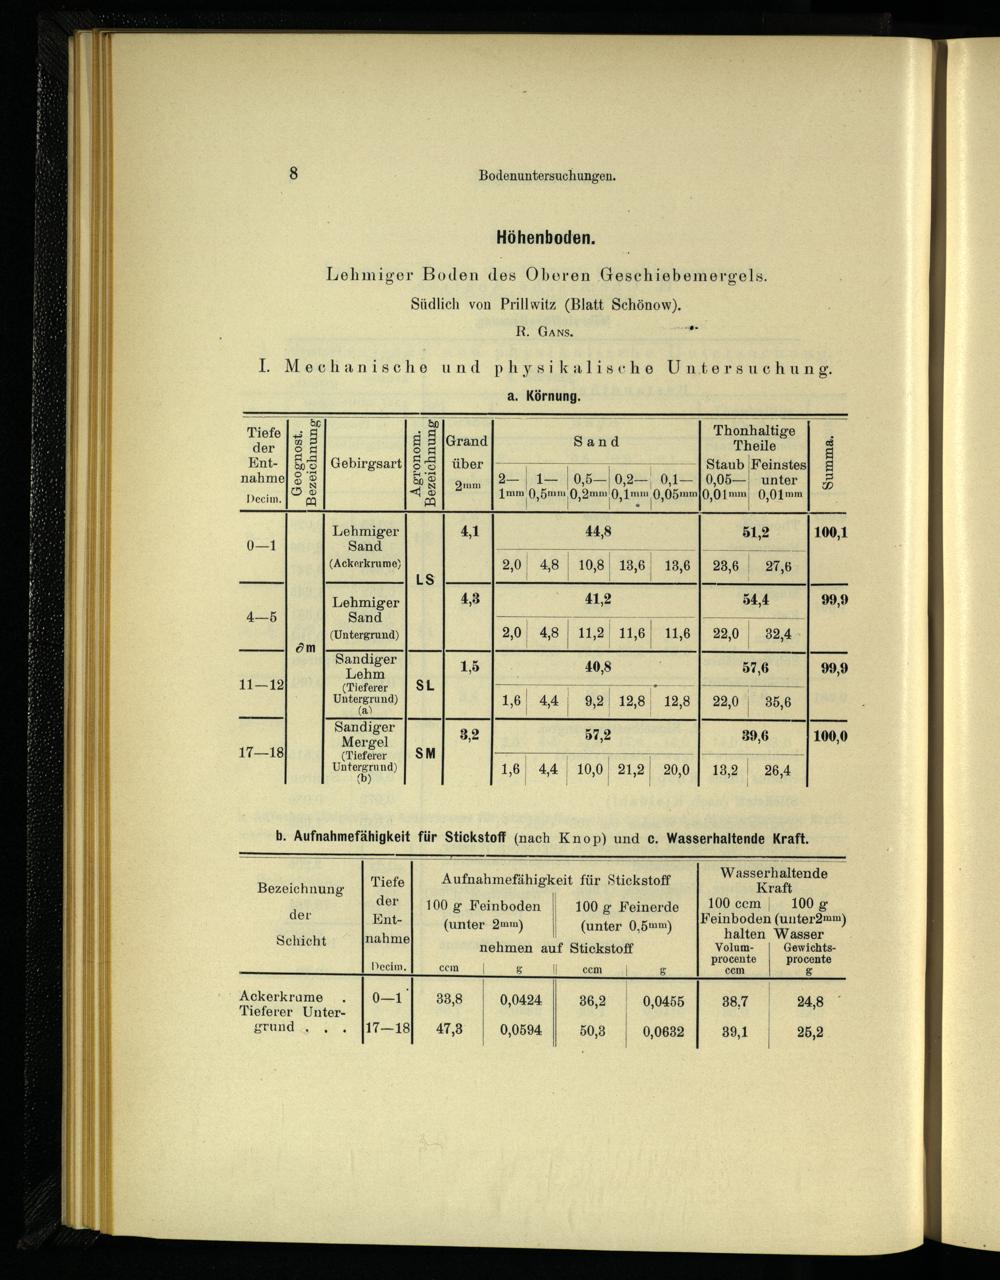 8 Bodenuntersuchungen.
Höhenboden.
Lehmiger Boden des Oberen Geschiebemergels.
Südlich von Prillwitz (Blatt Schönow).
R. Gans.
I. Mechanische und physikalische Untersuchung.
a. Körnung.
Tiefe der Ent-nahme Decim. Geognost. Bezeichnung Gebirgsart Agronom. Bezeichnung Grand über 2mm Sand Thonhaltige Theile Summa.
2—1mm 1—0,5mm 0,5—0,2mm 0,2—0,1mm 0,1—0,05mm Staub 0,05—0,01mm Feinstes unter 0,01mm
0—1 ∂m Lehmiger Sand (Ackerkrume) LS 4,1 44,8 51,2 100,1
2,0 4,8 10,8 13,6 13,6 23,6 27,6
4—5 Lehmiger Sand (Untergrund) 4,3 41,2 54,4 99,9
2,0 4,8 11,2 11,6 11,6 22,0 32,4
11—12 Sandiger Lehm (Tieferer Untergrund) (a) SL 1,5 40,8 57,6 99,9
1,6 4,4 9,2 12,8 12,8 22,0 35,6
17—18 Sandiger Mergel (Tieferer Untergrund) (b) SM 3,2 57,2 39,6 100,0
1,6 4,4 10,0 21,2 20,0 13,2 26,4
b. Aufnahmefähigkeit für Stickstoff (nach Knop) und c. Wasserhaltende Kraft.
Bezeichnung der Schicht Tiefe der Ent-nahme Decim. Aufnahmefähigkeit für Stickstoff Wasserhaltende Kraft
100 g Feinboden (unter 2mm) 100 g Feinerde (unter 0,5mm) 100 ccm 100 g
nehmen auf Stickstoff Feinboden (unter 2mm) halten Wasser
ccm g ccm g Volum-procente ccm Gewichts-procente g
Ackerkrume . 0—1 33,8 0,0424 36,2 0,0455 38,7 24,8
Tieferer Unter-
grund . . . 17—18 47,3 0,0594 50,3 0,0632 39,1 25,2